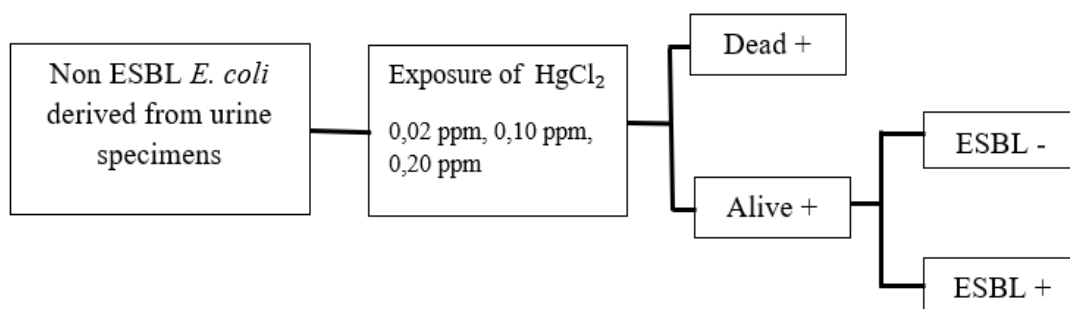 Non ESBL E. coli
derived from urine
specimens
Exposure of HgCl₂
0,02 ppm, 0,10 ppm,
0,20 ppm
Dead +
Alive +
ESBL -
ESBL +